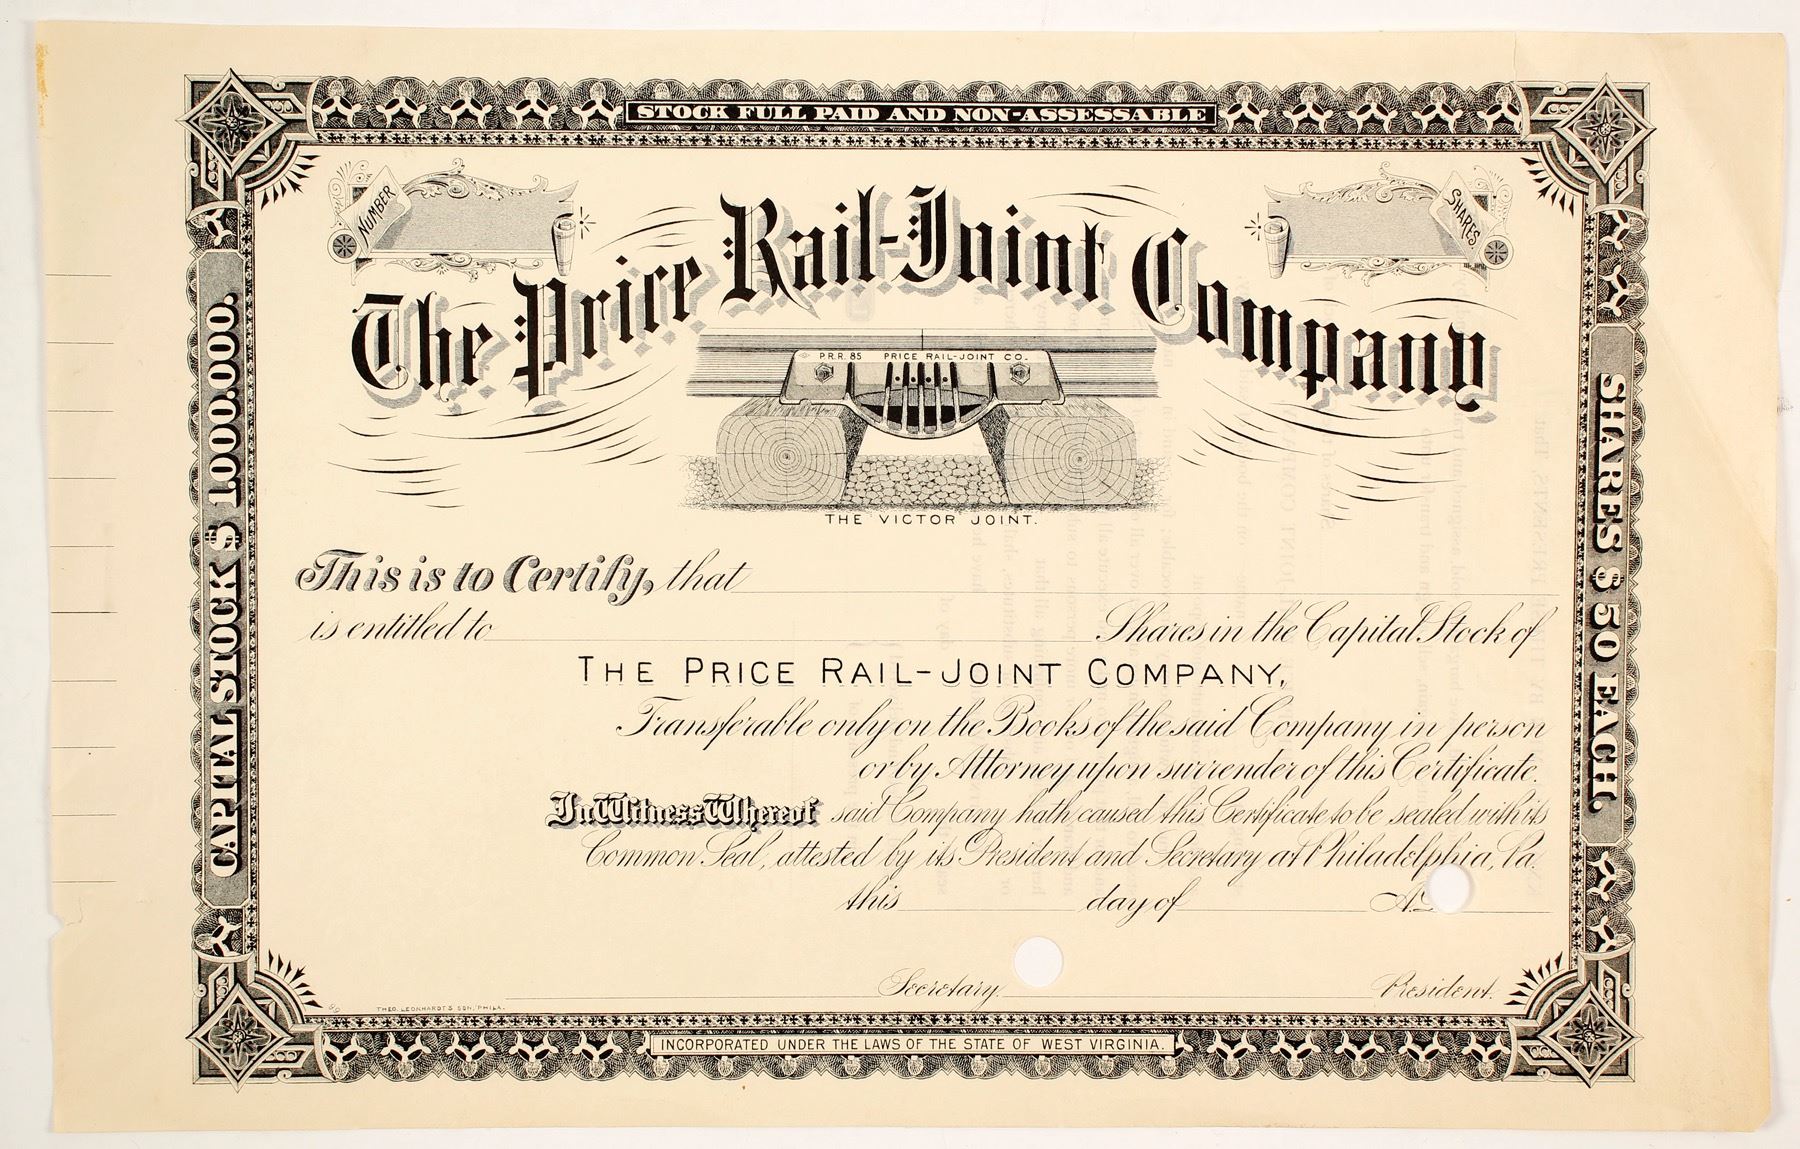 STOCK FULL PAID AND NON-ASSESSABLE
NUMBER
SHARES
The Price Rail-Joint Company
P.R.R. 85 PRICE RAIL-JOINT CO.
THE VICTOR JOINT.
CAPITAL STOCK $ 1.000.000.
SHARES $ 50 EACH.
This is to Certify, that
is entitled to Shares in the Capital Stock of
THE PRICE RAIL-JOINT COMPANY,
Transferable only on the Books of the said Company in person
or by Attorney upon surrender of this Certificate.
In Witness Whereof said Company hath caused this Certificate to be sealed with its
Common Seal, attested by its President and Secretary at Philadelphia, Pa.
this day of A.D.
Secretary. President.
THEO. LEONHARDT & SON, PHILA.
INCORPORATED UNDER THE LAWS OF THE STATE OF WEST VIRGINIA.